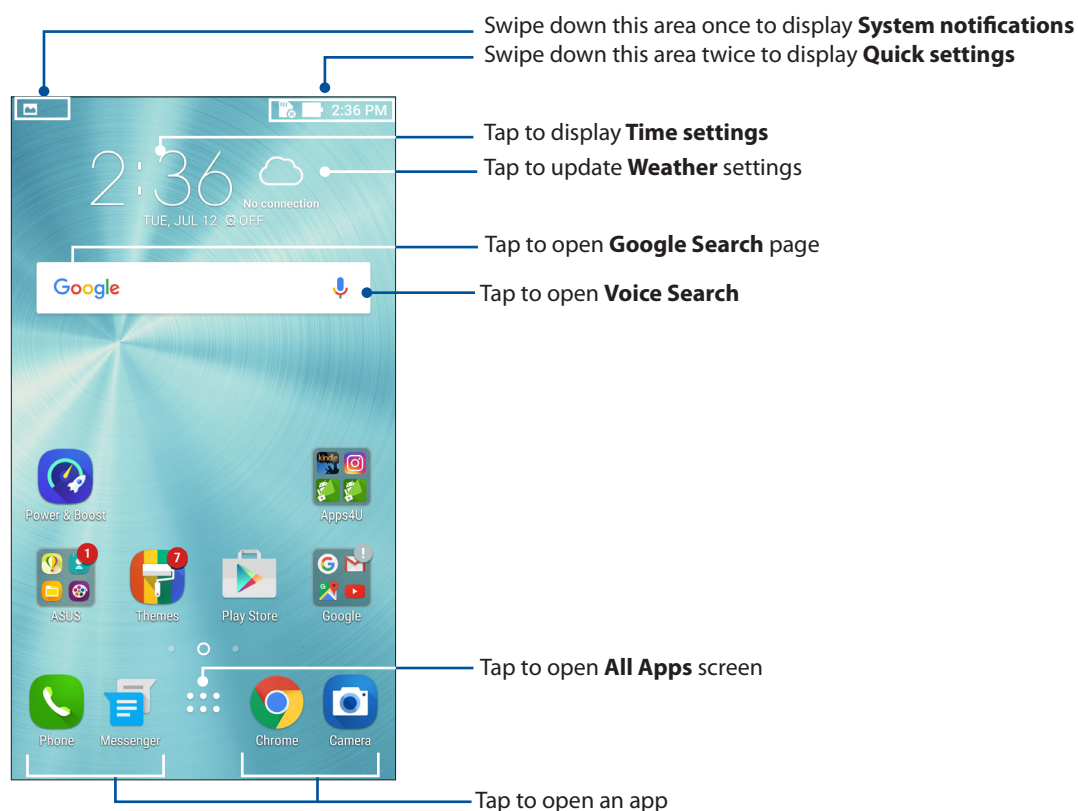 Swipe down this area once to display System notifications
Swipe down this area twice to display Quick settings
2:36 PM
Tap to display Time settings
2:36
Tap to update Weather settings
No connection
TUE, JUL 12 OFF
Tap to open Google Search page
Google
Tap to open Voice Search
kindle
Power & Boost
Apps4U
1
7
!
G
ASUS
Themes
Play Store
Google
Tap to open All Apps screen
Phone
Messenger
Chrome
Camera
Tap to open an app